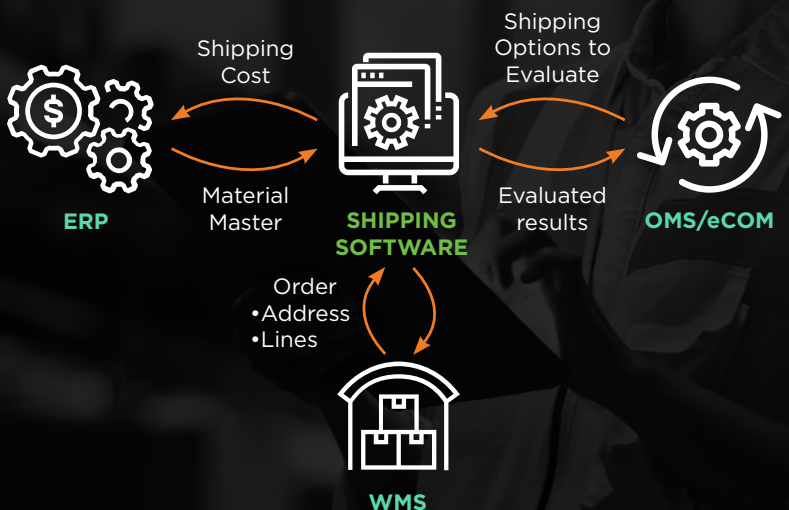 Shipping
Cost
Shipping
Options to
Evaluate
$
Material
Master
Evaluated
results
ERP
SHIPPING
SOFTWARE
OMS/eCOM
Order
•Address
•Lines
WMS